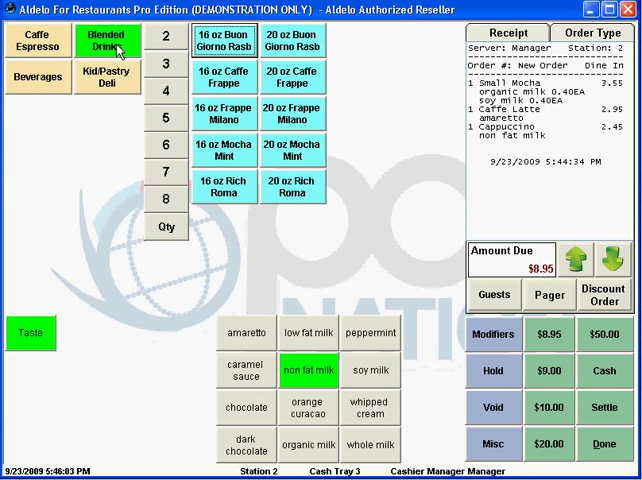 Aldelo For Restaurants Pro Edition (DEMONSTRATION ONLY) - Aldelo Authorized Reseller
Caffe Espresso
Blended Drinks
Beverages
Kid/Pastry Deli
2
3
4
5
6
7
8
Qty
16 oz Buon Giorno Rasb
20 oz Buon Giorno Rasb
16 oz Caffe Frappe
20 oz Caffe Frappe
16 oz Frappe Milano
20 oz Frappe Milano
16 oz Mocha Mint
20 oz Mocha Mint
16 oz Rich Roma
20 oz Rich Roma
Receipt
Order Type
Server: Manager Station: 2
Order #: New Order Dine In
1 Small Mocha 3.55
organic milk 0.40EA
soy milk 0.40EA
1 Caffe Latte 2.95
amaretto
1 Cappuccino 2.45
non fat milk
9/23/2009 5:44:34 PM
Amount Due
$8.95
Guests
Pager
Discount Order
pos
NATION
Taste
amaretto
low fat milk
peppermint
caramel sauce
non fat milk
soy milk
chocolate
orange curacao
whipped cream
dark chocolate
organic milk
whole milk
Modifiers
$8.95
$50.00
Hold
$9.00
Cash
Void
$10.00
Settle
Misc
$20.00
Done
9/23/2009 5:46:03 PM
Station 2
Cash Tray 3
Cashier Manager Manager